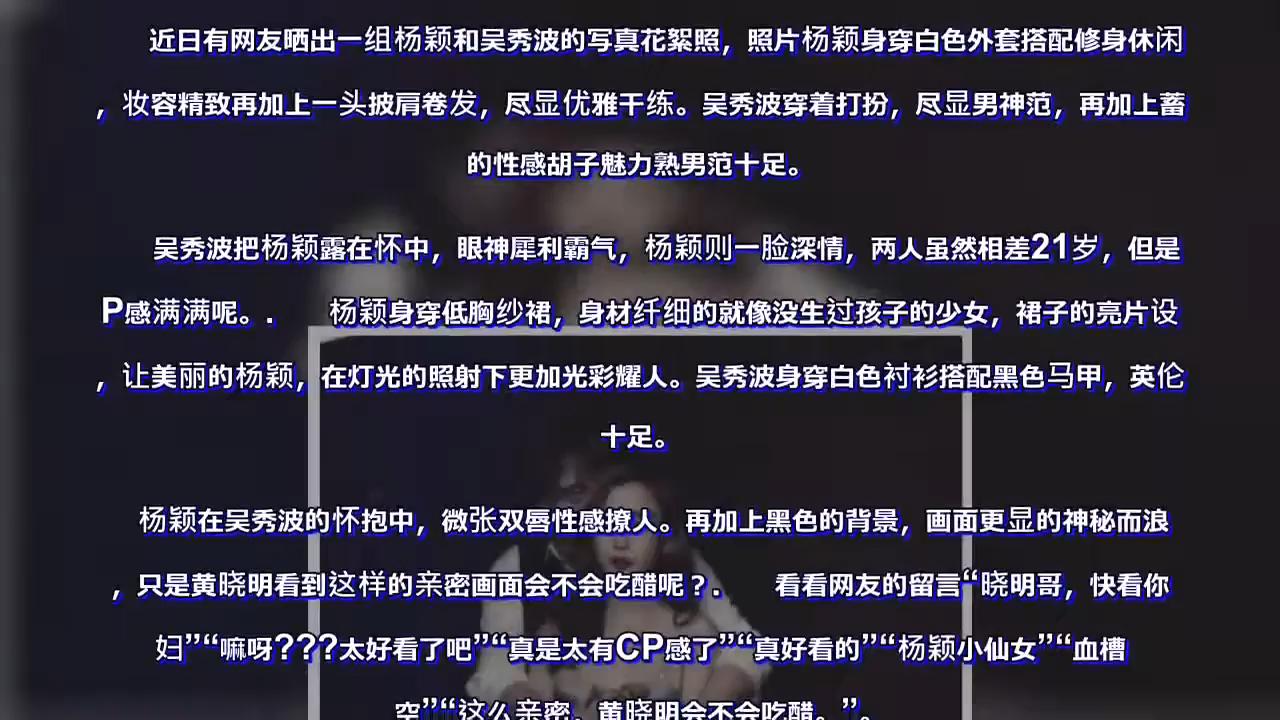 近日有网友晒出一组杨颖和吴秀波的写真花絮照，照片杨颖身穿白色外套搭配修身休闲
，妆容精致再加上一头披肩卷发，尽显优雅干练。吴秀波穿着打扮，尽显男神范，再加上蓄
的性感胡子魅力熟男范十足。
吴秀波把杨颖露在怀中，眼神犀利霸气，杨颖则一脸深情，两人虽然相差21岁，但是
P感满满呢。. 杨颖身穿低胸纱裙，身材纤细的就像没生过孩子的少女，裙子的亮片设
，让美丽的杨颖，在灯光的照射下更加光彩耀人。吴秀波身穿白色衬衫搭配黑色马甲，英伦
十足。
杨颖在吴秀波的怀抱中，微张双唇性感撩人。再加上黑色的背景，画面更显的神秘而浪
，只是黄晓明看到这样的亲密画面会不会吃醋呢？. 看看网友的留言“晓明哥，快看你
妇”“嘛呀???太好看了吧”“真是太有CP感了”“真好看的”“杨颖小仙女”“血槽
空”“这么亲密，黄晓明会不会吃醋。”。